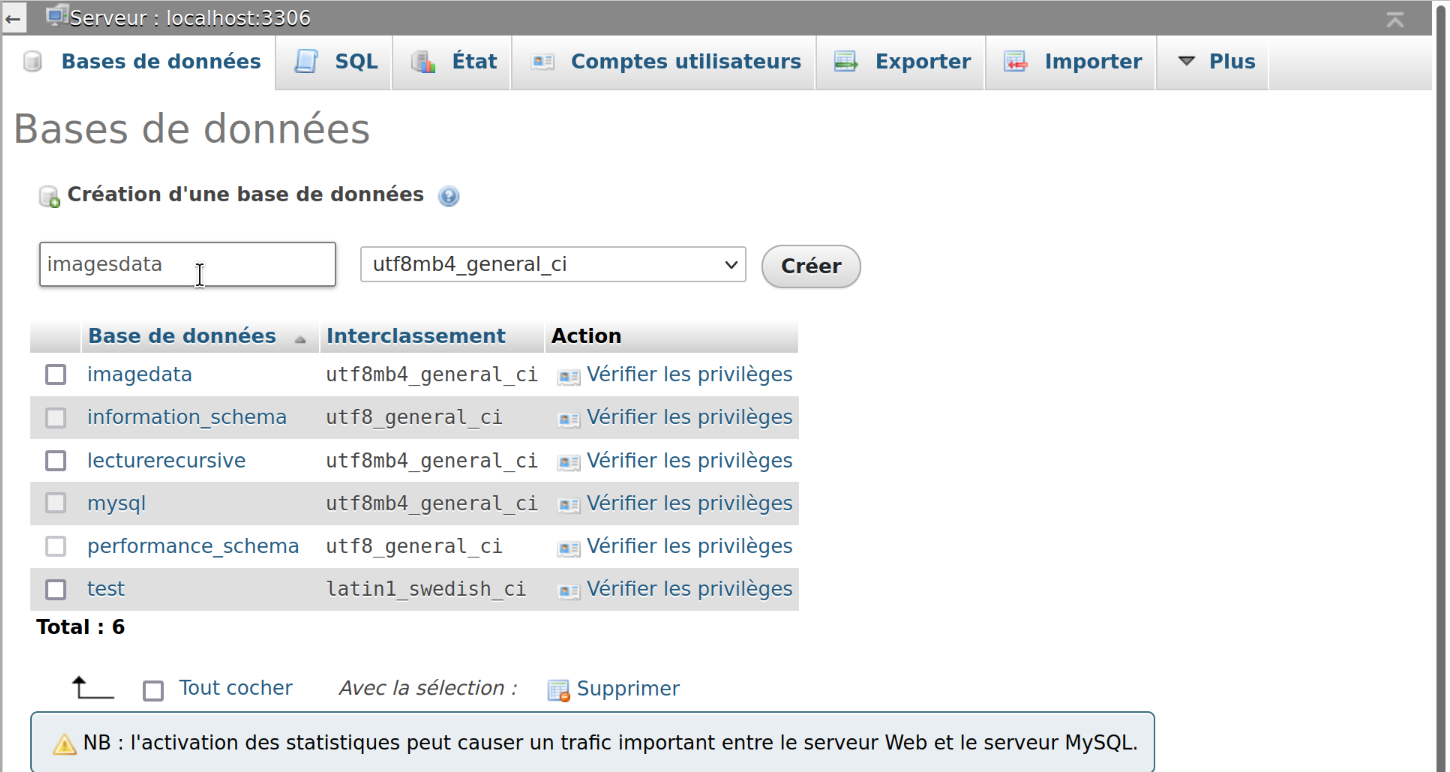 Serveur : localhost:3306
Bases de données SQL État Comptes utilisateurs Exporter Importer Plus
Bases de données
Création d'une base de données
imagesdata utf8mb4_general_ci Créer
Base de données Interclassement Action
imagedata utf8mb4_general_ci Vérifier les privilèges
information_schema utf8_general_ci Vérifier les privilèges
lecturerecursive utf8mb4_general_ci Vérifier les privilèges
mysql utf8mb4_general_ci Vérifier les privilèges
performance_schema utf8_general_ci Vérifier les privilèges
test latin1_swedish_ci Vérifier les privilèges
Total : 6
Tout cocher Avec la sélection : Supprimer
NB : l'activation des statistiques peut causer un trafic important entre le serveur Web et le serveur MySQL.